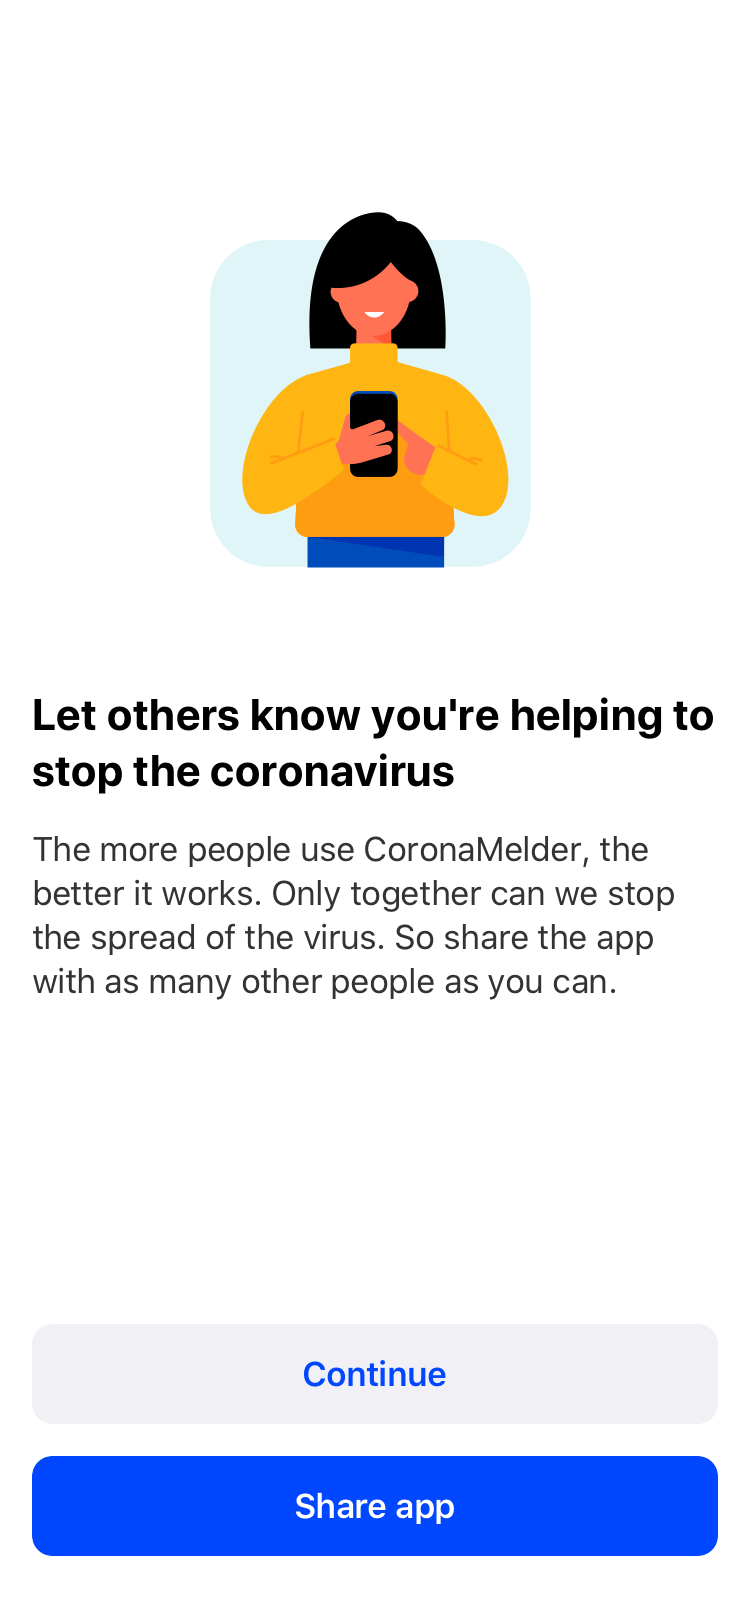 Let others know you're helping to
stop the coronavirus
The more people use CoronaMelder, the
better it works. Only together can we stop
the spread of the virus. So share the app
with as many other people as you can.
Continue
Share app